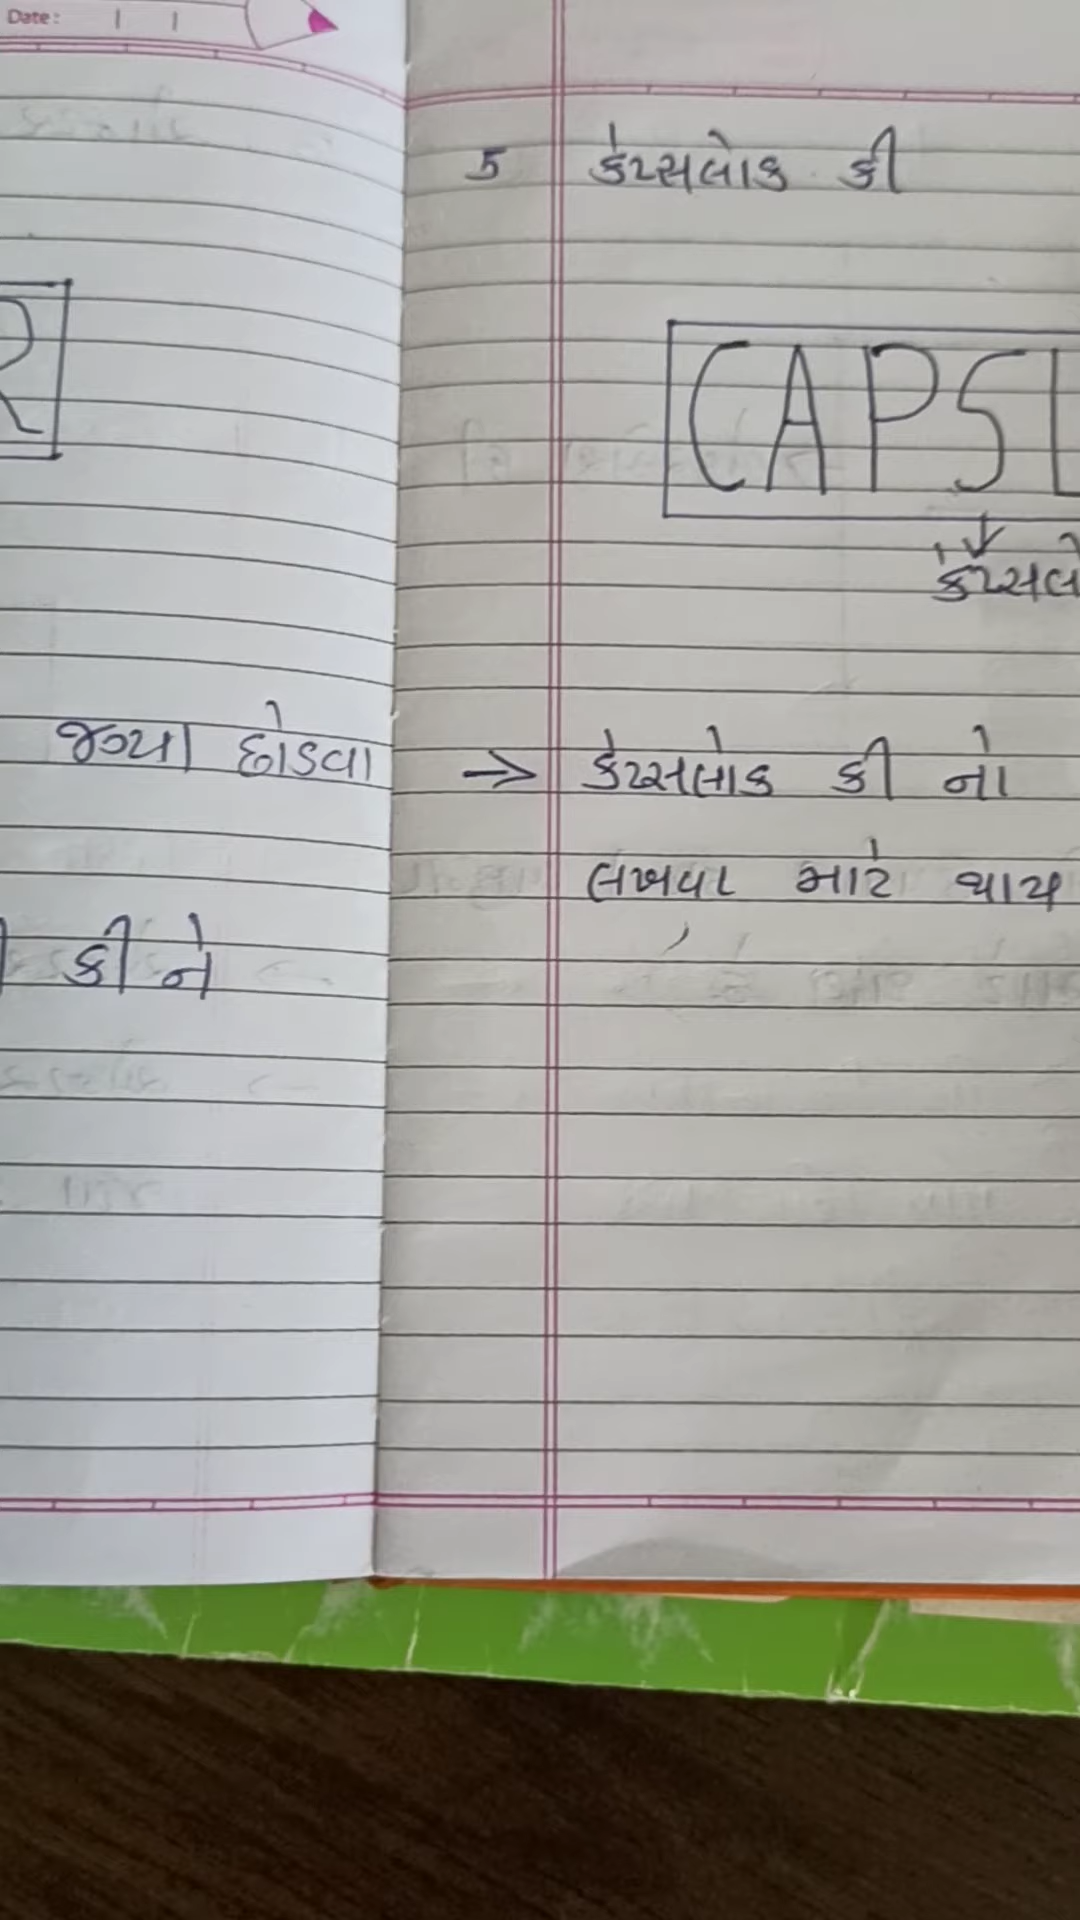 Date:
R
જગ્યા છોડવા
કી ને
5 કેપ્સલોક કી
CAPSL
કેપ્સલો
→ કેપ્સલોક કી નો
લખવા માટે થાય